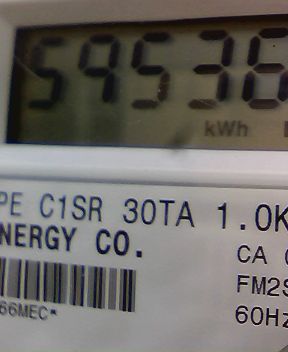 59536
kWh
PE C1SR 30TA 1.0K
NERGY CO.
CA
FM2S
66MEC*
60Hz